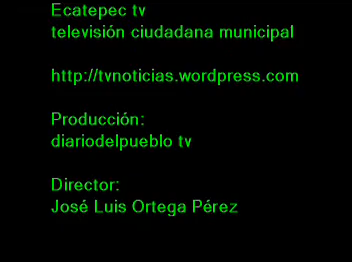 Ecatepec tv
televisión ciudadana municipal
http://tvnoticias.wordpress.com
Producción:
diariodelpueblo tv
Director:
José Luis Ortega Pérez